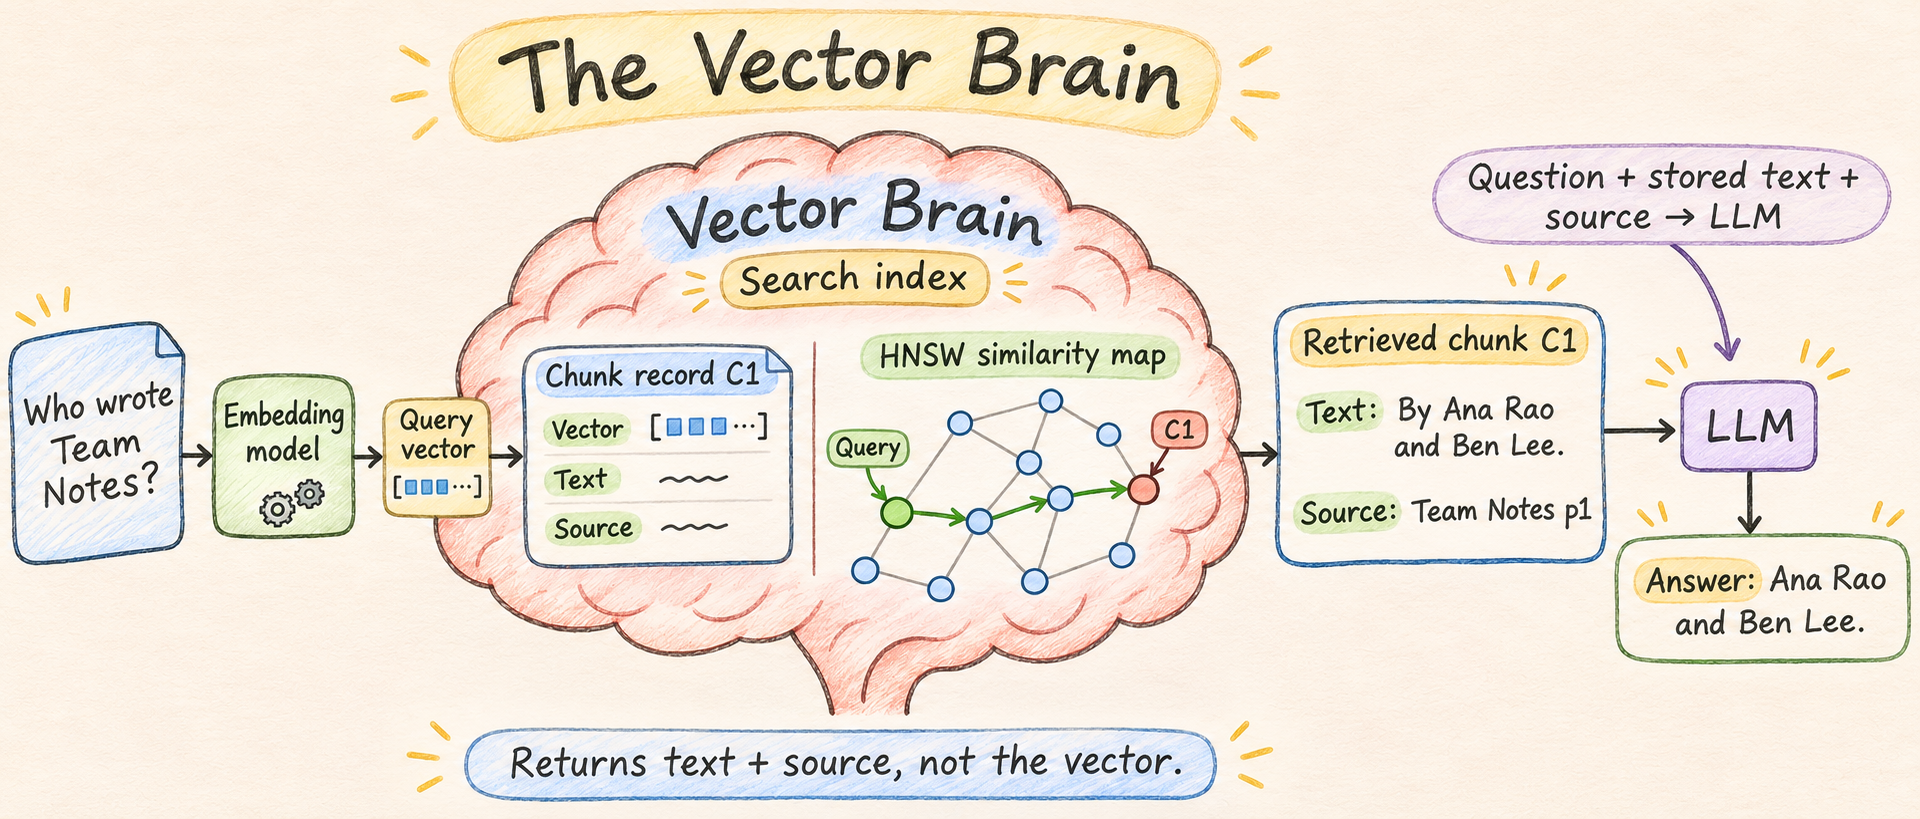 The Vector Brain
Vector Brain
Search index
Who wrote
Team
Notes?
Embedding
model
Query
vector
[ ... ]
Chunk record C1
Vector [ ... ]
Text
Source
HNSW similarity map
Query
C1
Retrieved chunk C1
Text: By Ana Rao
and Ben Lee.
Source: Team Notes p1
Question + stored text +
source → LLM
LLM
Answer: Ana Rao
and Ben Lee.
Returns text + source, not the vector.